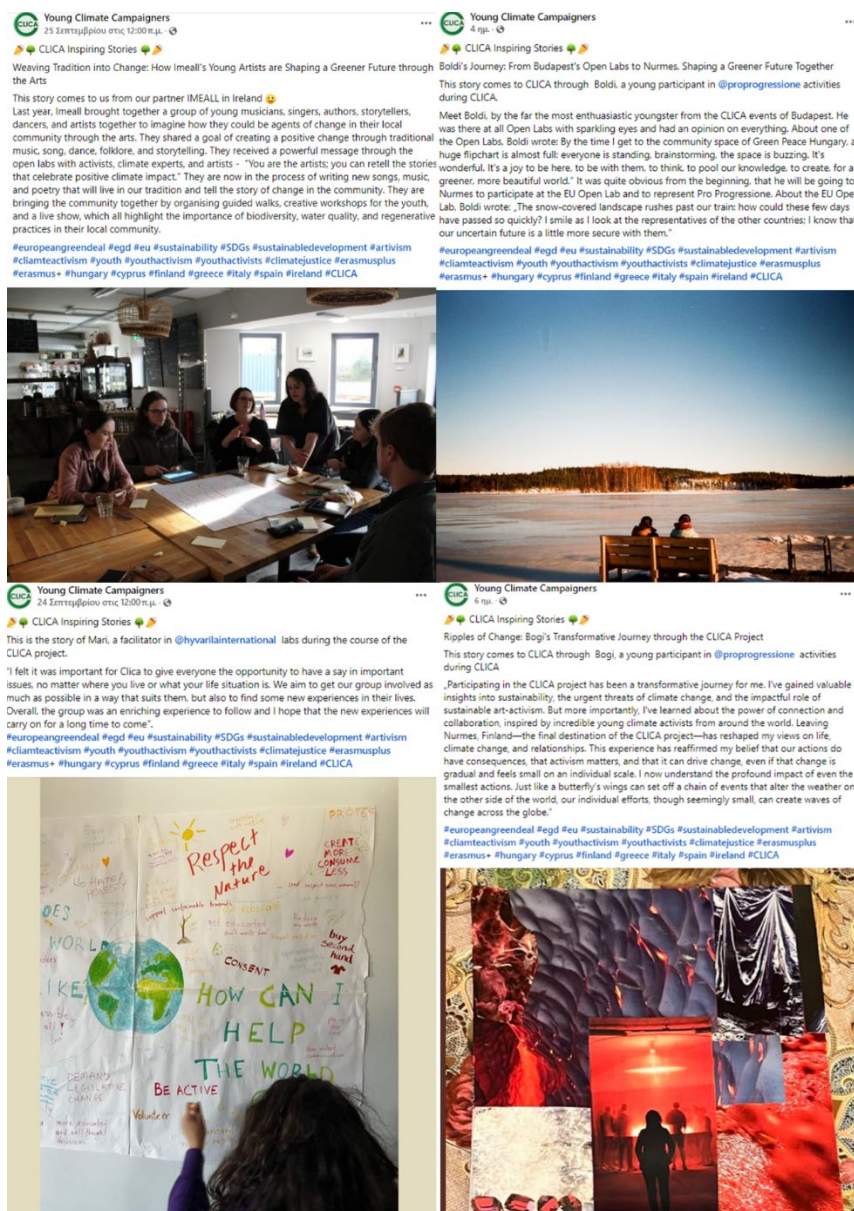 Young Climate Campaigners
25 Σεπτεμβρίου στις 12:00 π.μ. ·
CLICA Inspiring Stories
Weaving Tradition into Change: How Imeall's Young Artists are Shaping a Greener Future through
the Arts
This story comes to us from our partner IMEALL in Ireland
Last year, Imeall brought together a group of young musicians, singers, authors, storytellers,
dancers, and artists together to imagine how they could be agents of change in their local
community through the arts. They shared a goal of creating a positive change through traditional
music, song, dance, folklore, and storytelling. They received a powerful message through the
open labs with activists, climate experts, and artists - "You are the artists; you can retell the stories
that celebrate positive climate impact." They are now in the process of writing new songs, music,
and poetry that will live in our tradition and tell the story of change in the community. They are
bringing the community together by organising guided walks, creative workshops for the youth,
and a live show, which all highlight the importance of biodiversity, water quality, and regenerative
practices in their local community.
#europeangreendeal #egd #eu #sustainability #SDGs #sustainabledevelopment #artivism
#cliamteactivism #youth #youthactivism #youthactivists #climatejustice #erasmusplus
#erasmus+ #hungary #cyprus #finland #greece #italy #spain #ireland #CLICA
Young Climate Campaigners
4 ημ. ·
CLICA Inspiring Stories
Boldi's Journey: From Budapest's Open Labs to Nurmes, Shaping a Greener Future Together
This story comes to CLICA through Boldi, a young participant in @proprogressione activities
during CLICA.
Meet Boldi, by the far the most enthusiastic youngster from the CLICA events of Budapest. He
was there at all Open Labs with sparkling eyes and had an opinion on everything. About one of
the Open Labs, Boldi wrote: By the time I get to the community space of Green Peace Hungary, a
huge flipchart is almost full: everyone is standing, brainstorming, the space is buzzing. It's
wonderful. It's a joy to be here, to be with them, to think, to pool our knowledge, to create, for a
greener, more beautiful world." It was quite obvious from the beginning, that he will be going to
Nurmes to participate at the EU Open Lab and to represent Pro Progressione. About the EU Open
Lab, Boldi wrote: „The snow-covered landscape rushes past our train: how could these few days
have passed so quickly? I smile as I look at the representatives of the other countries; I know that
our uncertain future is a little more secure with them."
#europeangreendeal #egd #eu #sustainability #SDGs #sustainabledevelopment #artivism
#cliamteactivism #youth #youthactivism #youthactivists #climatejustice #erasmusplus
#erasmus+ #hungary #cyprus #finland #greece #italy #spain #ireland #CLICA
CLICA
Young Climate Campaigners
24 Σεπτεμβρίου στις 12:00 π.μ. ·
CLICA Inspiring Stories
This is the story of Mari, a facilitator in @hyvarilainternational labs during the course of the
CLICA project.
"I felt it was important for Clica to give everyone the opportunity to have a say in important
issues, no matter where you live or what your life situation is. We aim to get our group involved as
much as possible in a way that suits them, but also to find some new experiences in their lives.
Overall, the group was an enriching experience to follow and I hope that the new experiences will
carry on for a long time to come".
#europeangreendeal #egd #eu #sustainability #SDGs #sustainabledevelopment #artivism
#cliamteactivism #youth #youthactivism #youthactivists #climatejustice #erasmusplus
#erasmus+ #hungary #cyprus #finland #greece #italy #spain #ireland #CLICA
Respect
the
Nature
CREATE
MORE
CONSUME
LESS
buy
second
hand
CONSENT
WORLD
HOW CAN I
HELP
THE WORLD
BE ACTIVE
Volunteer
DEMAND
LEGISLATIVE
CHANGE
CLICA
Young Climate Campaigners
6 ημ. ·
CLICA Inspiring Stories
Ripples of Change: Bogi's Transformative Journey through the CLICA Project
This story comes to CLICA through Bogi, a young participant in @proprogressione activities
during CLICA
„Participating in the CLICA project has been a transformative journey for me. I've gained valuable
insights into sustainability, the urgent threats of climate change, and the impactful role of
sustainable art-activism. But more importantly, I've learned about the power of connection and
collaboration, inspired by incredible young climate activists from around the world. Leaving
Nurmes, Finland—the final destination of the CLICA project—has reshaped my views on life,
climate change, and relationships. This experience has reaffirmed my belief that our actions do
have consequences, that activism matters, and that it can drive change, even if that change is
gradual and feels small on an individual scale. I now understand the profound impact of even the
smallest actions. Just like a butterfly's wings can set off a chain of events that alter the weather on
the other side of the world, our individual efforts, though seemingly small, can create waves of
change across the globe."
#europeangreendeal #egd #eu #sustainability #SDGs #sustainabledevelopment #artivism
#cliamteactivism #youth #youthactivism #youthactivists #climatejustice #erasmusplus
#erasmus+ #hungary #cyprus #finland #greece #italy #spain #ireland #CLICA